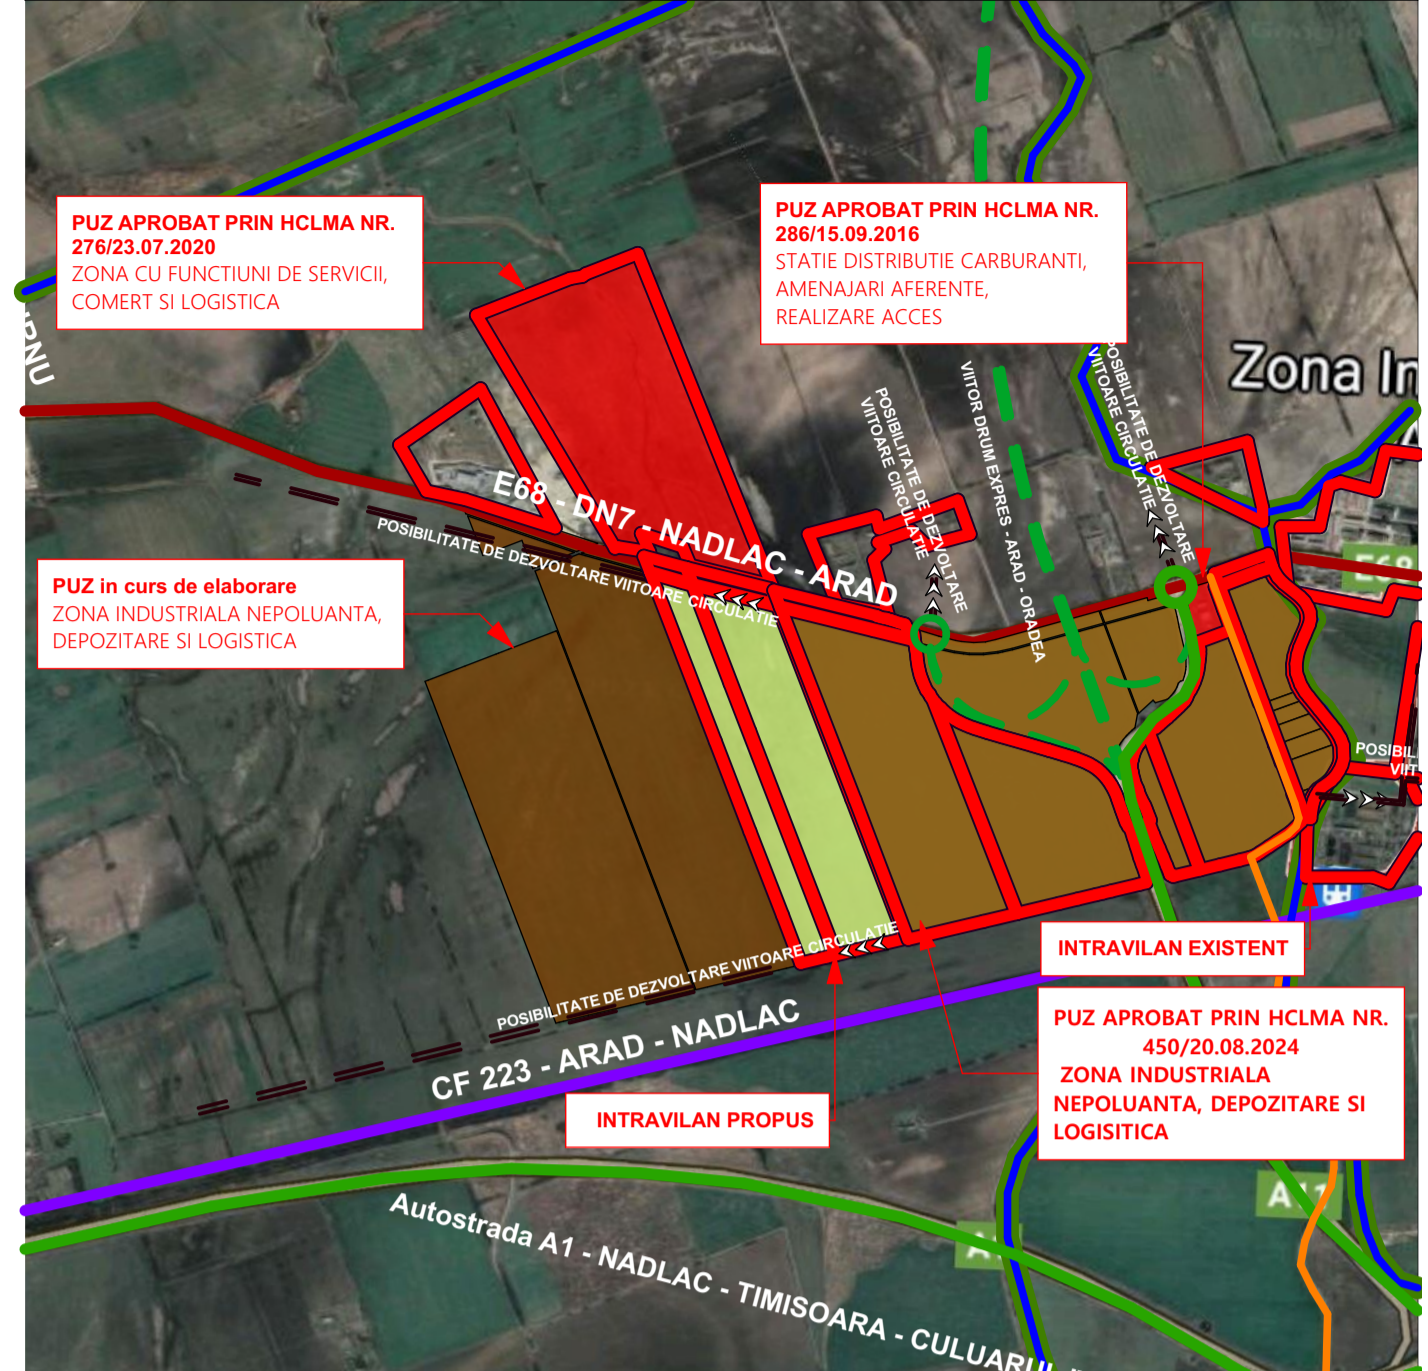 PUZ APROBAT PRIN HCLMA NR.
276/23.07.2020
ZONA CU FUNCTIUNI DE SERVICII,
COMERT SI LOGISTICA
PUZ APROBAT PRIN HCLMA NR.
286/15.09.2016
STATIE DISTRIBUTIE CARBURANTI,
AMENAJARI AFERENTE,
REALIZARE ACCES
Zona In
POSIBILITATE DE DEZVOLTARE
VIITOARE CIRCULATIE
VIITOR DRUM EXPRES - ARAD - ORADEA
POSIBILITATE DE DEZVOLTARE
VIITOARE CIRCULATIE
E68 - DN7 - NADLAC - ARAD
POSIBILITATE DE DEZVOLTARE VIITOARE CIRCULATIE
E68
PUZ in curs de elaborare
ZONA INDUSTRIALA NEPOLUANTA,
DEPOZITARE SI LOGISTICA
POSIBIL
VIIT
INTRAVILAN EXISTENT
POSIBILITATE DE DEZVOLTARE VIITOARE CIRCULATIE
CF 223 - ARAD - NADLAC
PUZ APROBAT PRIN HCLMA NR.
450/20.08.2024
ZONA INDUSTRIALA
NEPOLUANTA, DEPOZITARE SI
LOGISITICA
INTRAVILAN PROPUS
A11
Autostrada A1 - NADLAC - TIMISOARA - CULUARUL